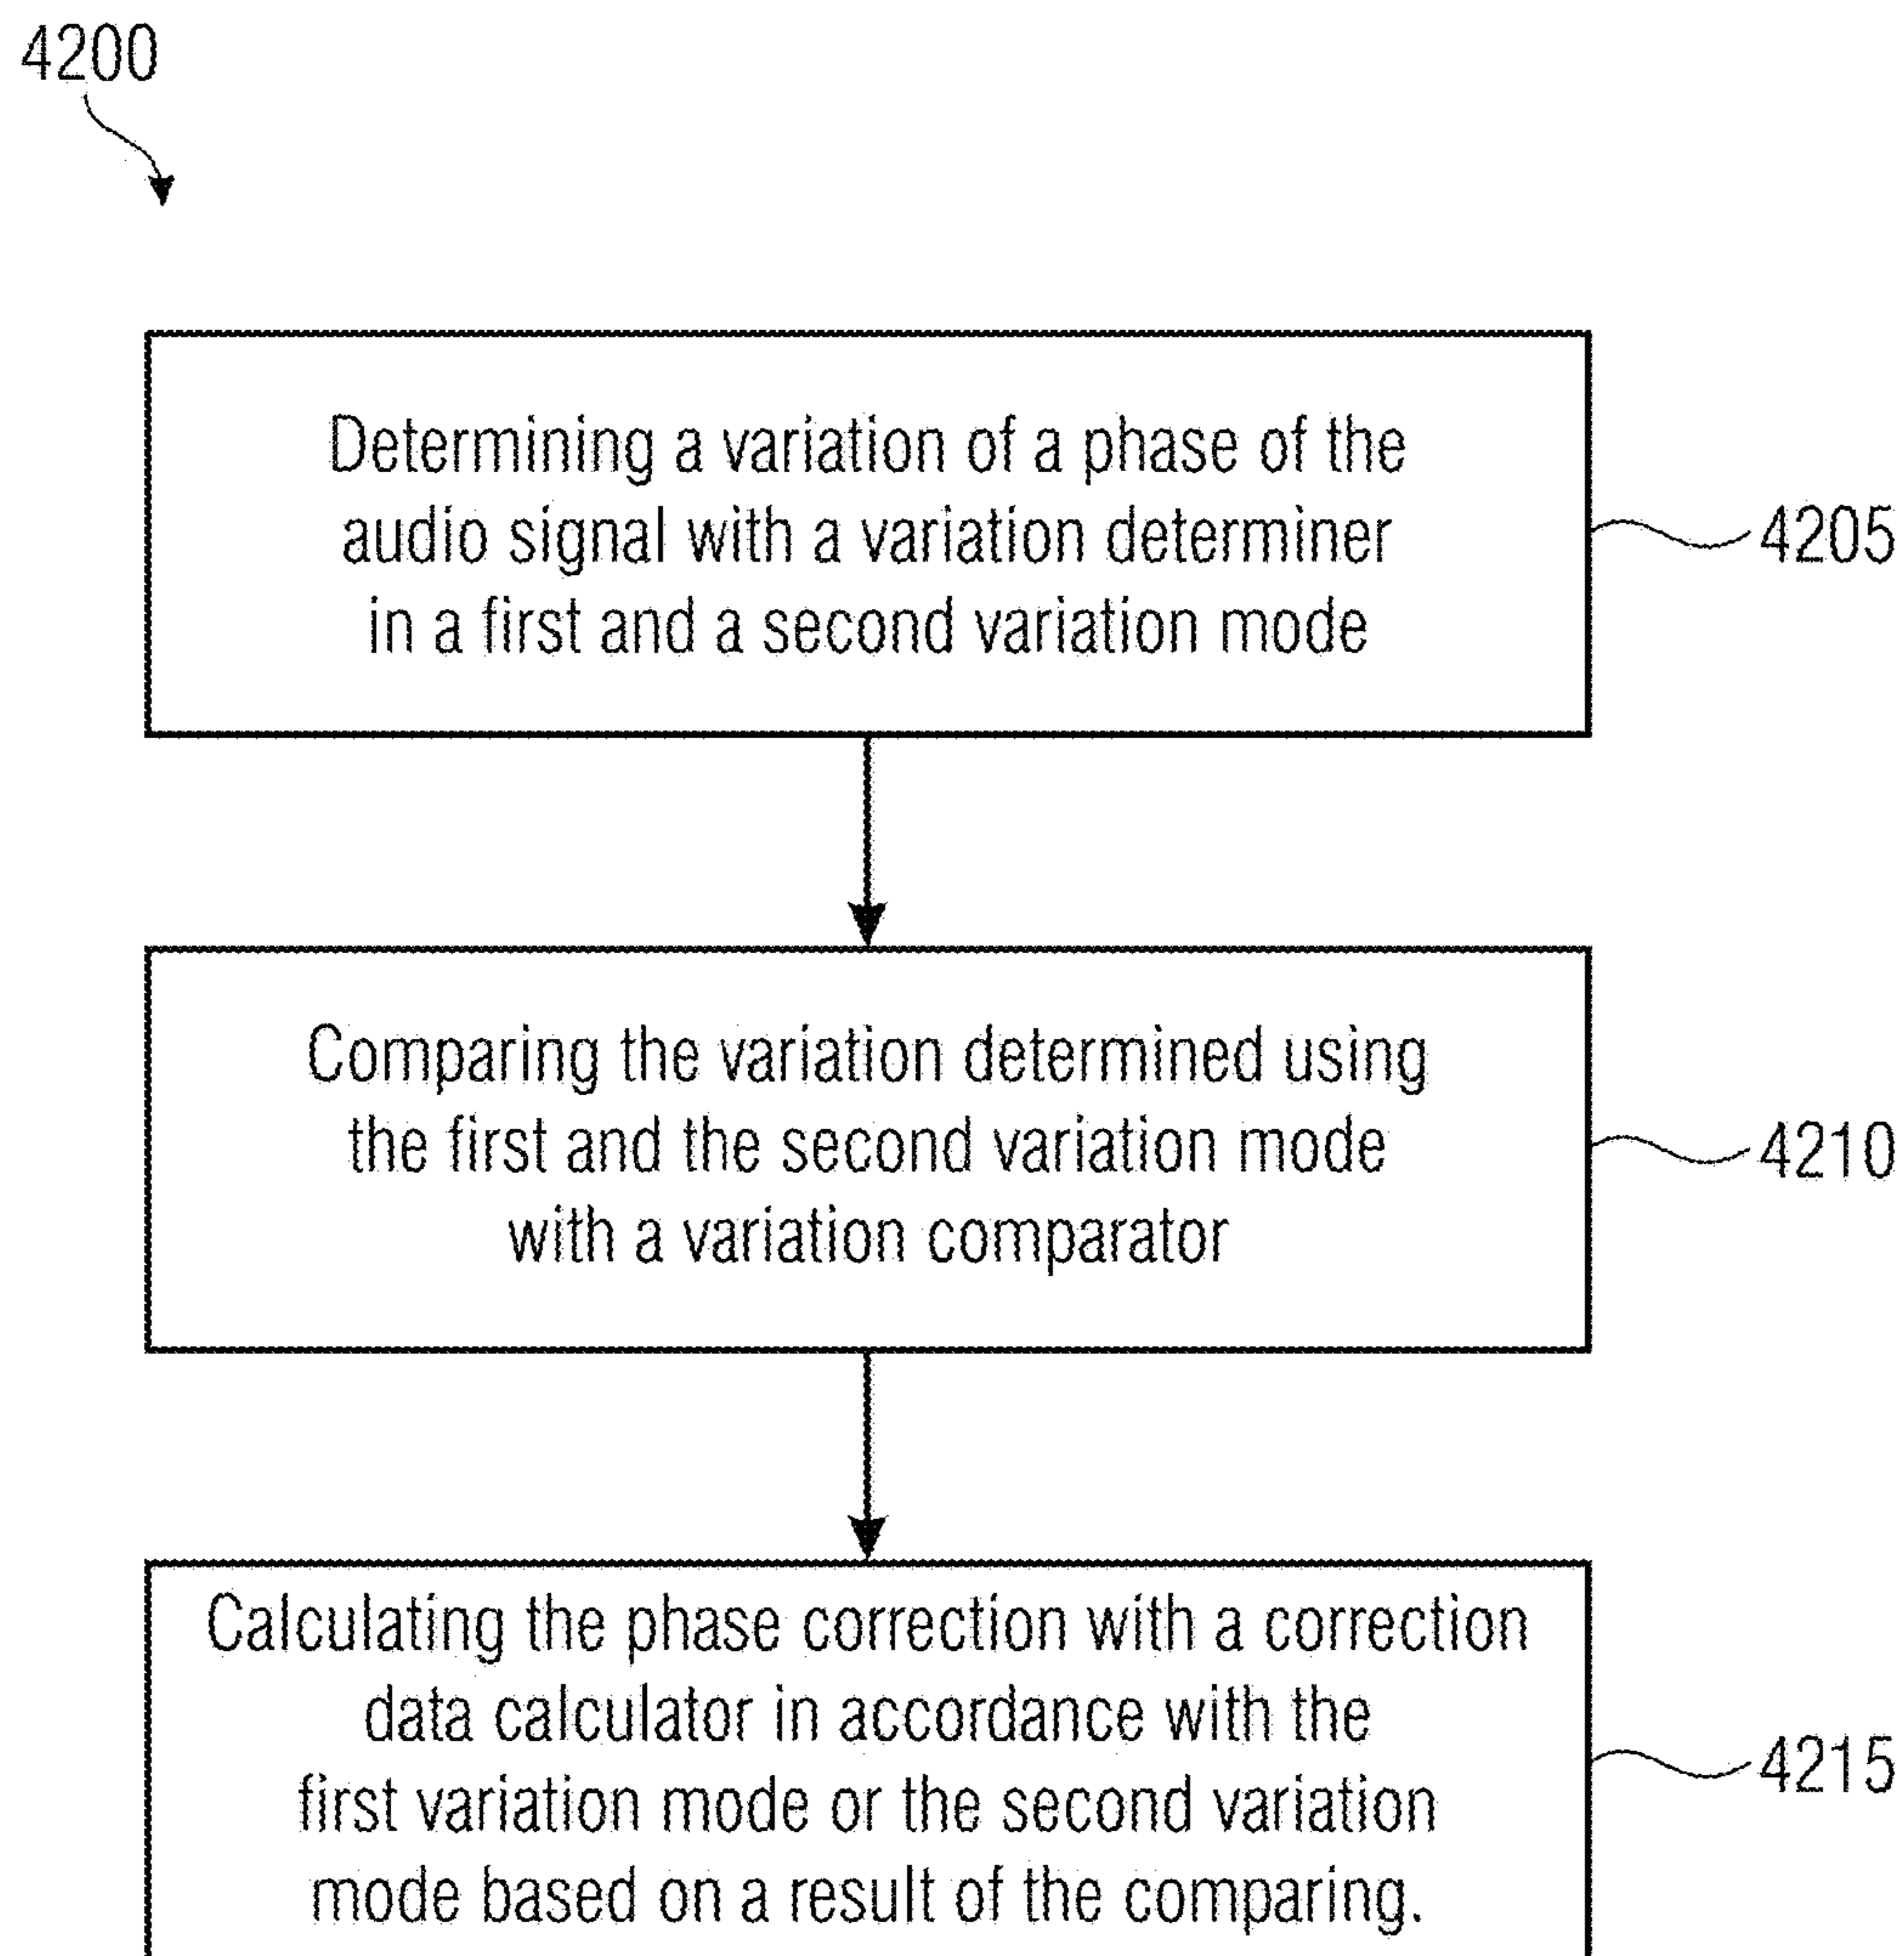 4200
Determining a variation of a phase of the
audio signal with a variation determiner
in a first and a second variation mode
4205
Comparing the variation determined using
the first and the second variation mode
with a variation comparator
4210
Calculating the phase correction with a correction
data calculator in accordance with the
first variation mode or the second variation
mode based on a result of the comparing.
4215